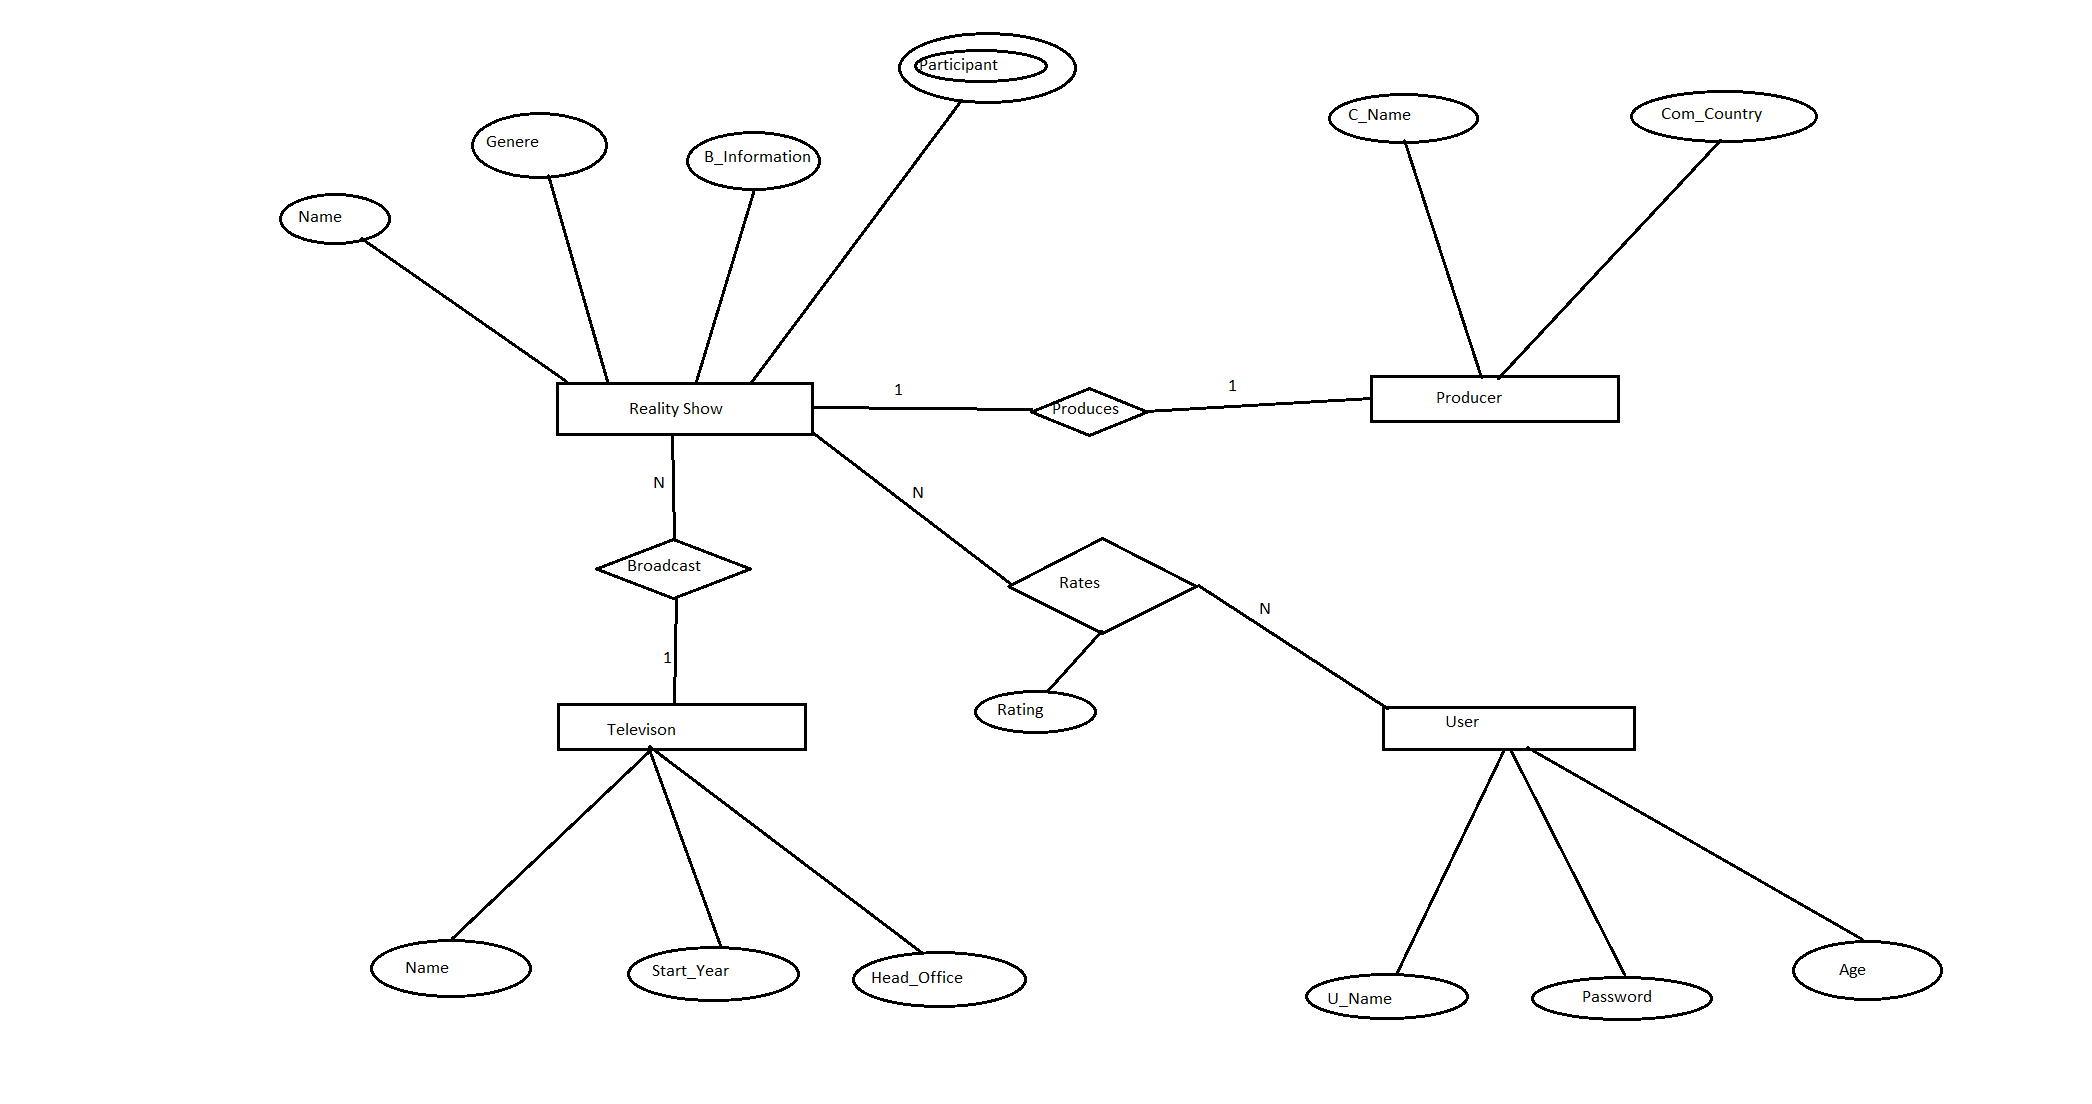 Participant
C_Name
Com_Country
Genere
B_Information
Name
1
1
Reality Show
Produces
Producer
N
N
Broadcast
Rates
N
1
Rating
User
Televison
Name
Start_Year
Head_Office
Age
U_Name
Password